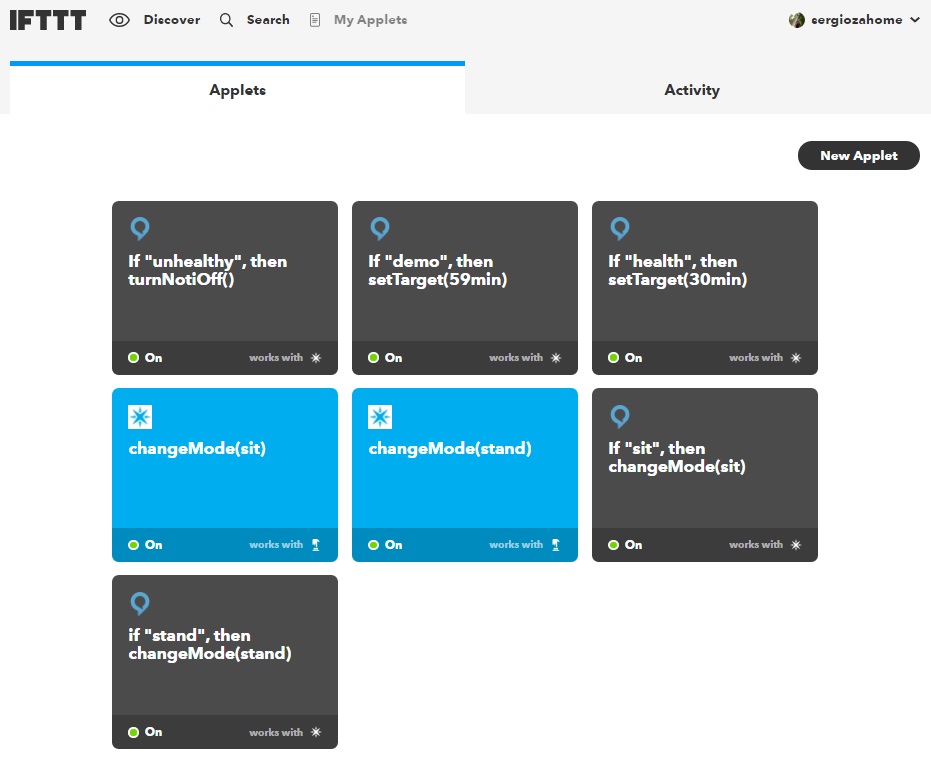 IFTTT Discover Search My Applets sergiozahome
Applets Activity
New Applet
If "unhealthy", then
turnNotiOff()
On works with
If "demo", then
setTarget(59min)
On works with
If "health", then
setTarget(30min)
On works with
changeMode(sit)
On works with
changeMode(stand)
On works with
If "sit", then
changeMode(sit)
On works with
if "stand", then
changeMode(stand)
On works with